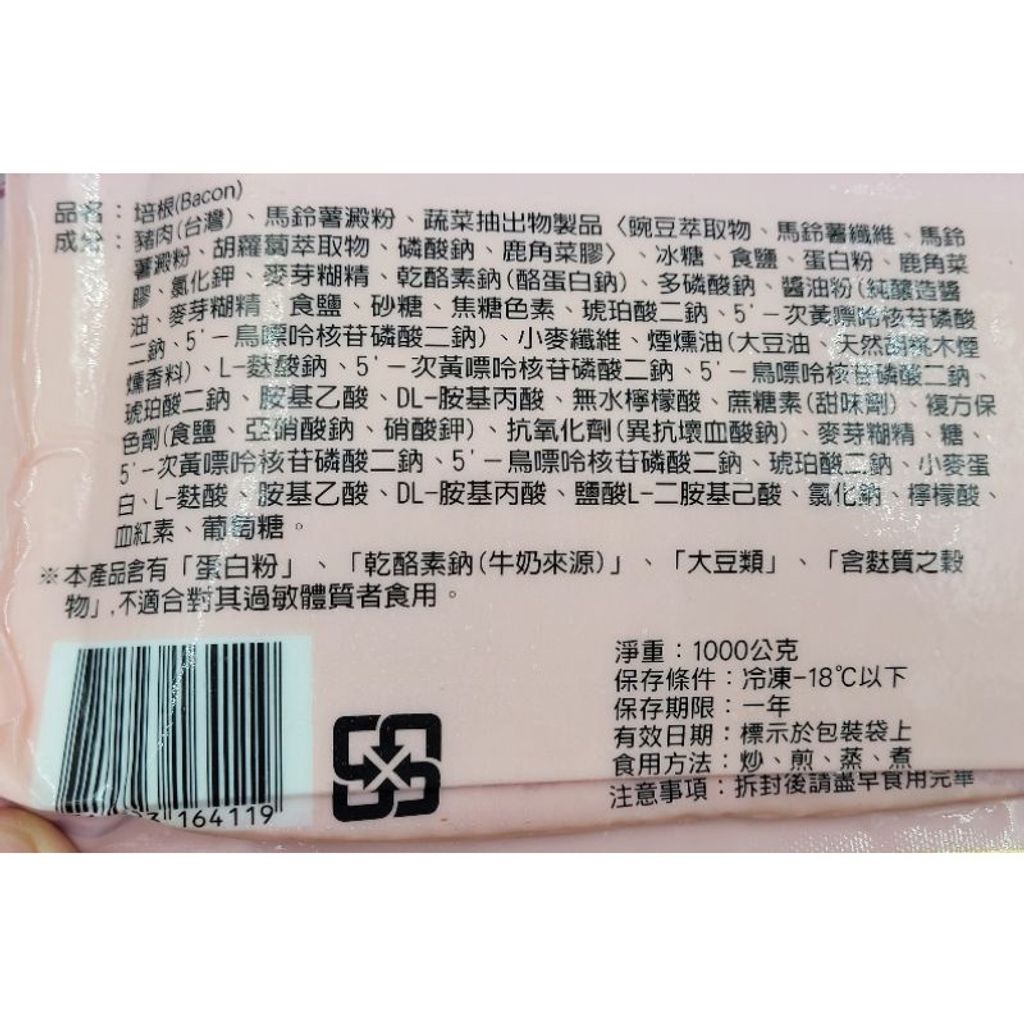 品名：培根(Bacon)
成份：豬肉(台灣)、馬鈴薯澱粉、蔬菜抽出物製品〈豌豆萃取物、馬鈴薯纖維、馬鈴
薯澱粉、胡蘿蔔萃取物、磷酸鈉、鹿角菜膠〉、冰糖、食鹽、蛋白粉、鹿角菜
膠、氯化鉀、麥芽糊精、乾酪素鈉(酪蛋白鈉)、多磷酸鈉、醬油粉(純釀造醬
油、麥芽糊精、食鹽、砂糖、焦糖色素、琥珀酸二鈉、5'-次黃嘌呤核苷磷酸
二鈉、5'-鳥嘌呤核苷磷酸二鈉)、小麥纖維、煙燻油(大豆油、天然胡桃木煙
燻香料)、L-麩酸鈉、5'-次黃嘌呤核苷磷酸二鈉、5'-鳥嘌呤核苷磷酸二鈉、
琥珀酸二鈉、胺基乙酸、DL-胺基丙酸、無水檸檬酸、蔗糖素(甜味劑)、複方保
色劑(食鹽、亞硝酸鈉、硝酸鉀)、抗氧化劑(異抗壞血酸鈉)、麥芽糊精、糖、
5'-次黃嘌呤核苷磷酸二鈉、5'-鳥嘌呤核苷磷酸二鈉、琥珀酸二鈉、小麥蛋
白、L-麩酸、胺基乙酸、DL-胺基丙酸、鹽酸L-二胺基己酸、氯化鈉、檸檬酸、
血紅素、葡萄糖。
※本產品含有「蛋白粉」、「乾酪素鈉(牛奶來源)」、「大豆類」、「含麩質之穀
物」,不適合對其過敏體質者食用。
淨重：1000公克
保存條件：冷凍-18℃以下
保存期限：一年
有效日期：標示於包裝袋上
食用方法：炒、煎、蒸、煮
注意事項：拆封後請盡早食用完畢
164119